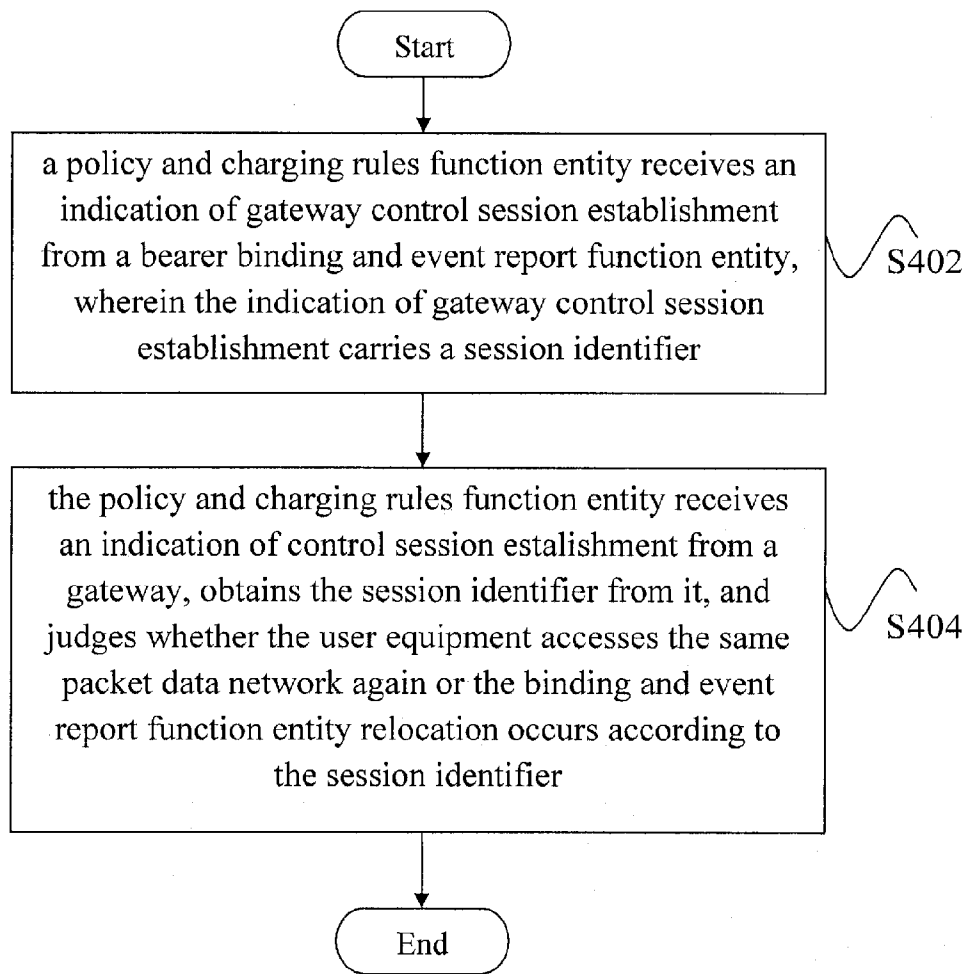 Start
a policy and charging rules function entity receives an
indication of gateway control session establishment
from a bearer binding and event report function entity,
wherein the indication of gateway control session
establishment carries a session identifier
S402
the policy and charging rules function entity receives
an indication of control session estalishment from a
gateway, obtains the session identifier from it, and
judges whether the user equipment accesses the same
packet data network again or the binding and event
report function entity relocation occurs according to
the session identifier
S404
End